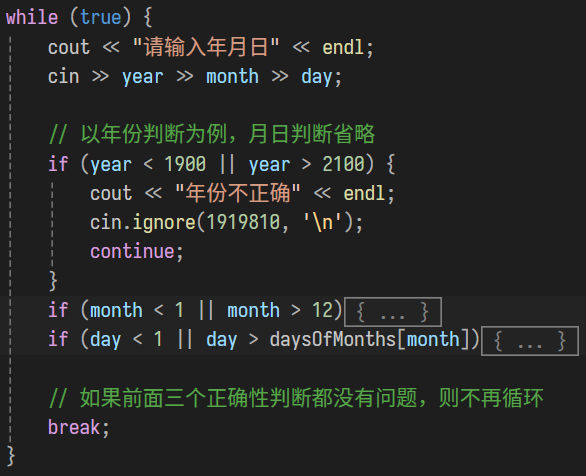 while (true) {
cout << "请输入年月日" << endl;
cin >> year >> month >> day;
// 以年份判断为例，月日判断省略
if (year < 1900 || year > 2100) {
cout << "年份不正确" << endl;
cin.ignore(1919810, '\n');
continue;
}
if (month < 1 || month > 12){ ... }
if (day < 1 || day > daysOfMonths[month]){ ... }
// 如果前面三个正确性判断都没有问题，则不再循环
break;
}